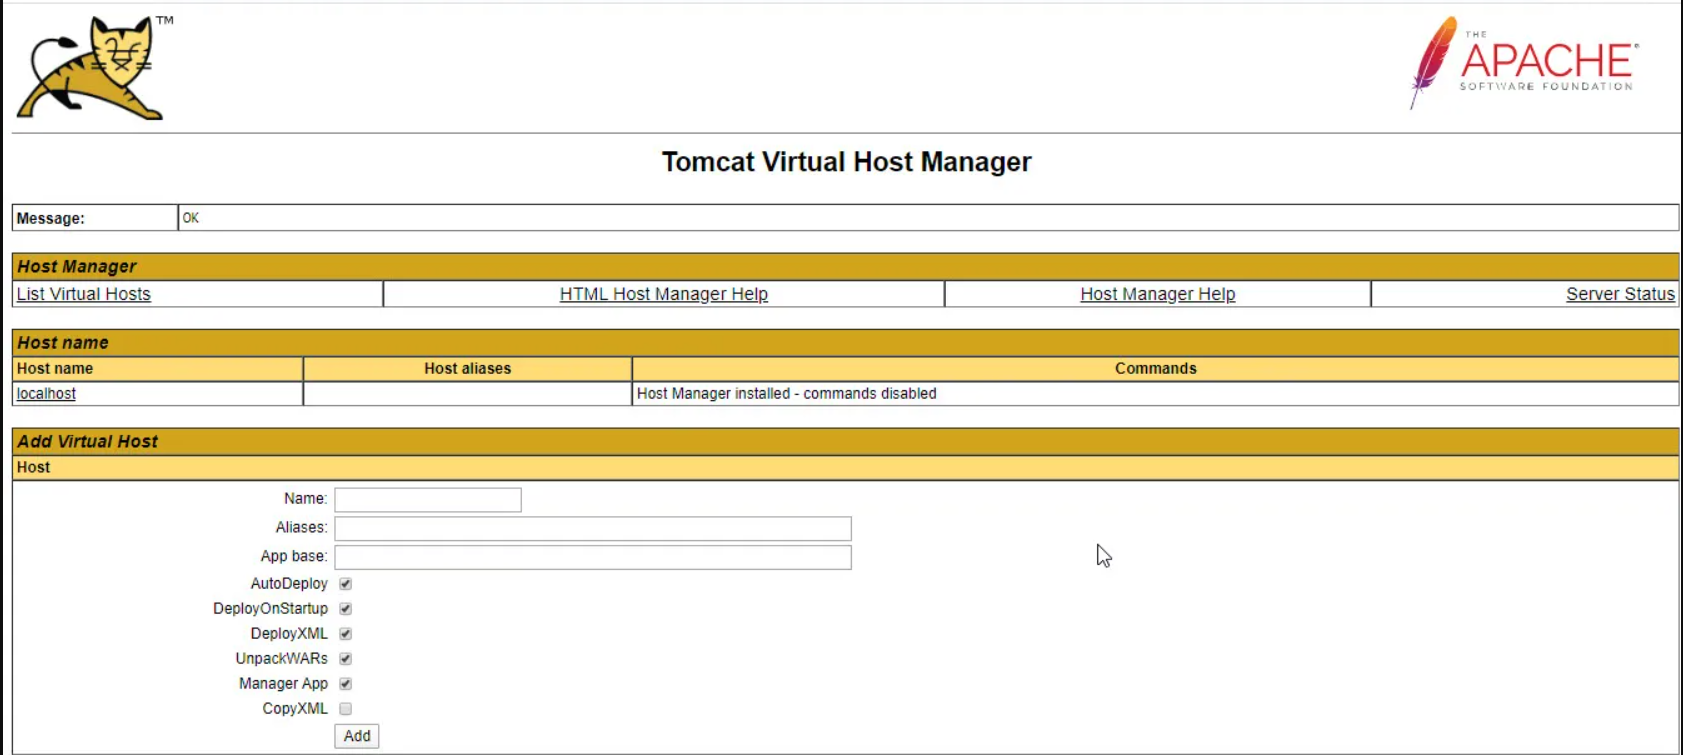 TM
THE
APACHE®
SOFTWARE FOUNDATION
Tomcat Virtual Host Manager
Message: OK
Host Manager
List Virtual Hosts HTML Host Manager Help Host Manager Help Server Status
Host name
Host name Host aliases Commands
localhost Host Manager installed - commands disabled
Add Virtual Host
Host
Name:
Aliases:
App base:
AutoDeploy
DeployOnStartup
DeployXML
UnpackWARs
Manager App
CopyXML
Add